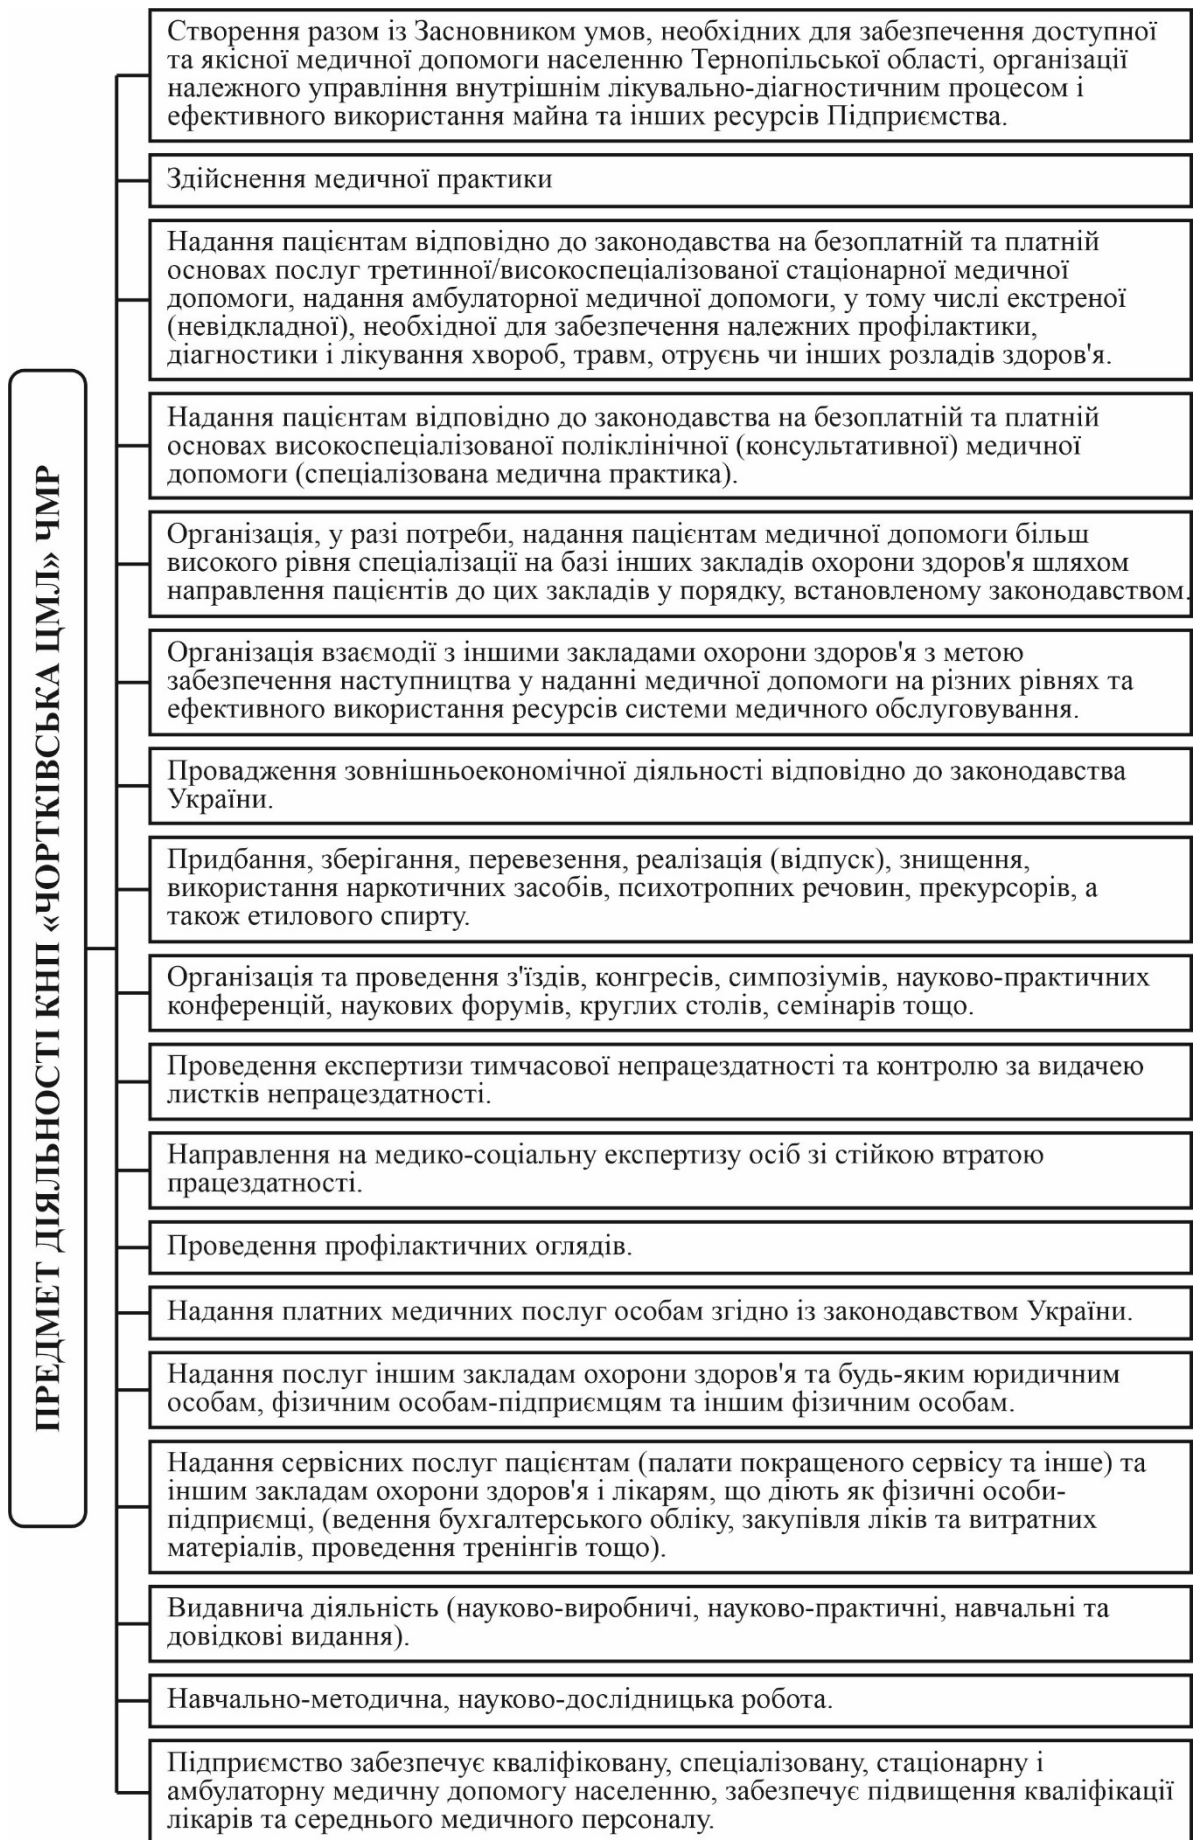 ПРЕДМЕТ ДІЯЛЬНОСТІ КНП «ЧОРТКІВСЬКА ЦМЛ» ЧМР
Створення разом із Засновником умов, необхідних для забезпечення доступної
та якісної медичної допомоги населенню Тернопільської області, організації
належного управління внутрішнім лікувально-діагностичним процесом і
ефективного використання майна та інших ресурсів Підприємства.
Здійснення медичної практики
Надання пацієнтам відповідно до законодавства на безоплатній та платній
основах послуг третинної/високоспеціалізованої стаціонарної медичної
допомоги, надання амбулаторної медичної допомоги, у тому числі екстреної
(невідкладної), необхідної для забезпечення належних профілактики,
діагностики і лікування хвороб, травм, отруєнь чи інших розладів здоров'я.
Надання пацієнтам відповідно до законодавства на безоплатній та платній
основах високоспеціалізованої поліклінічної (консультативної) медичної
допомоги (спеціалізована медична практика).
Організація, у разі потреби, надання пацієнтам медичної допомоги більш
високого рівня спеціалізації на базі інших закладів охорони здоров'я шляхом
направлення пацієнтів до цих закладів у порядку, встановленому законодавством.
Організація взаємодії з іншими закладами охорони здоров'я з метою
забезпечення наступництва у наданні медичної допомоги на різних рівнях та
ефективного використання ресурсів системи медичного обслуговування.
Провадження зовнішньоекономічної діяльності відповідно до законодавства
України.
Придбання, зберігання, перевезення, реалізація (відпуск), знищення,
використання наркотичних засобів, психотропних речовин, прекурсорів, а
також етилового спирту.
Організація та проведення з'їздів, конгресів, симпозіумів, науково-практичних
конференцій, наукових форумів, круглих столів, семінарів тощо.
Проведення експертизи тимчасової непрацездатності та контролю за видачею
листків непрацездатності.
Направлення на медико-соціальну експертизу осіб зі стійкою втратою
працездатності.
Проведення профілактичних оглядів.
Надання платних медичних послуг особам згідно із законодавством України.
Надання послуг іншим закладам охорони здоров'я та будь-яким юридичним
особам, фізичним особам-підприємцям та іншим фізичним особам.
Надання сервісних послуг пацієнтам (палати покращеного сервісу та інше) та
іншим закладам охорони здоров'я і лікарям, що діють як фізичні особи-
підприємці, (ведення бухгалтерського обліку, закупівля ліків та витратних
матеріалів, проведення тренінгів тощо).
Видавнича діяльність (науково-виробничі, науково-практичні, навчальні та
довідкові видання).
Навчально-методична, науково-дослідницька робота.
Підприємство забезпечує кваліфіковану, спеціалізовану, стаціонарну і
амбулаторну медичну допомогу населенню, забезпечує підвищення кваліфікації
лікарів та середнього медичного персоналу.